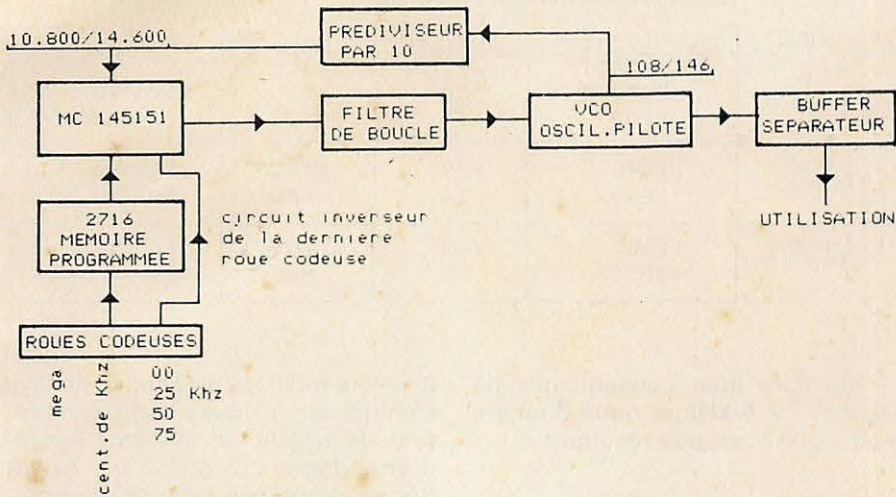 10.800/14.600
PREDIVISEUR
PAR 10
108/146
MC 145151
FILTRE
DE BOUCLE
VCO
OSCIL.PILOTE
BUFFER
SEPARATEUR
2716
MEMOIRE
PROGRAMMEE
circuit inverseur
de la derniere
roue codeuse
UTILISATION
ROUES CODEUSES
mega
cent.de Khz
00
25 Khz
50
75